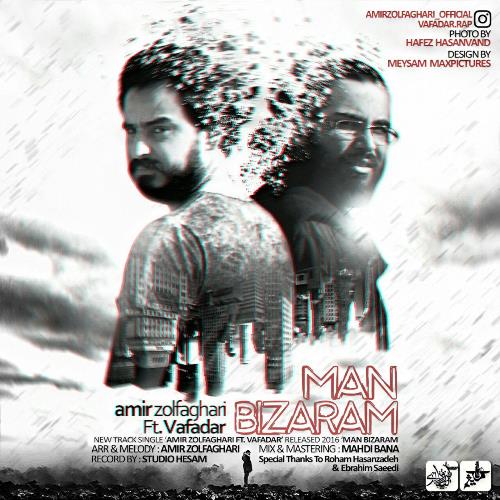 AMIRZOLFAGHARI_OFFICIAL
VAFADAR.RAP
PHOTO BY
HAFEZ HASANVAND
DESIGN BY
MEYSAM MAXPICTURES
MAN
BIZARAM
amir zolfaghari
Ft. Vafadar
NEW TRACK SINGLE 'AMIR ZOLFAGHARI FT. VAFADAR' RELEASED 2016 'MAN BIZARAM
ARR & MELODY : AMIR ZOLFAGHARI
MIX & MASTERING : MAHDI BANA
RECORD BY : STUDIO HESAM
Special Thanks To Roham Hasanzadeh
& Ebrahim Saeedi